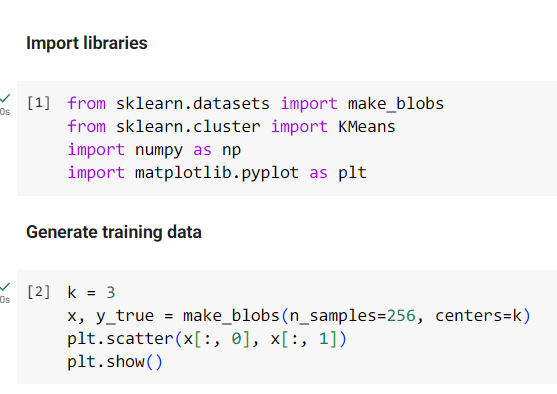 Import libraries
0s
[1] from sklearn.datasets import make_blobs
from sklearn.cluster import KMeans
import numpy as np
import matplotlib.pyplot as plt
Generate training data
0s
[2] k = 3
x, y_true = make_blobs(n_samples=256, centers=k)
plt.scatter(x[:, 0], x[:, 1])
plt.show()